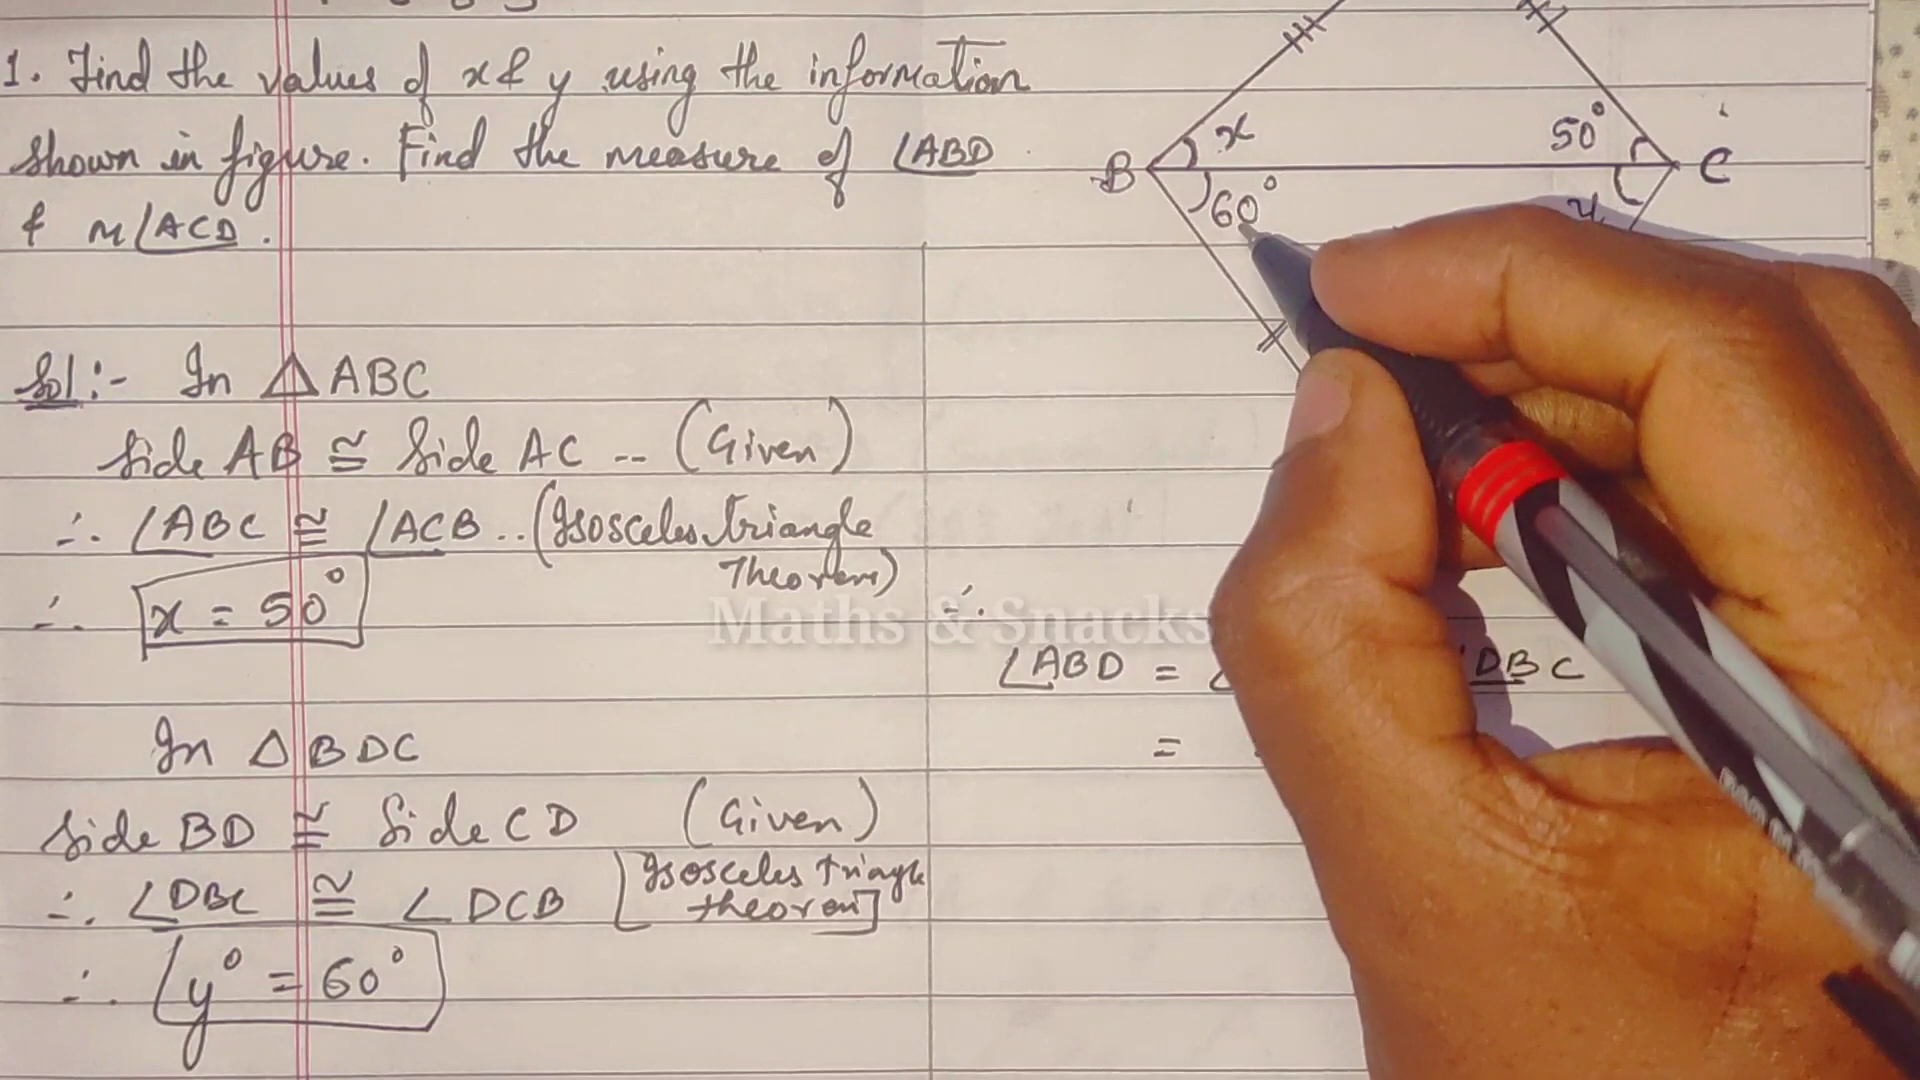 1. Find the values of x & y using the information
shown in figure. Find the measure of ∠ABD
& m∠ACD.
Sol:- In △ABC
Side AB ≅ Side AC -- (Given)
∴ ∠ABC ≅ ∠ACB .. (Isosceles triangle
Theorem)
∴ x = 50°
In △BDC
Side BD ≅ Side CD (Given)
∴ ∠DBC ≅ ∠DCB [Isosceles triangle
theorem]
∴ y° = 60°
x
50°
B
C
60°
y
∴
∠ABD =
DBC
=
Maths & Snacks